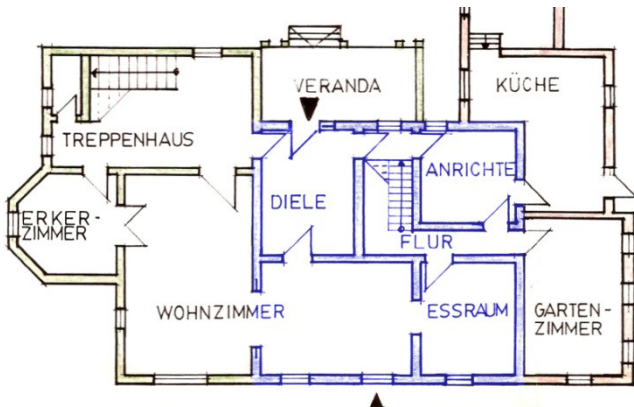 VERANDA
KÜCHE
TREPPENHAUS
ANRICHTE
DIELE
ERKER-
ZIMMER
FLUR
WOHNZIMMER
ESSRAUM
GARTEN-
ZIMMER